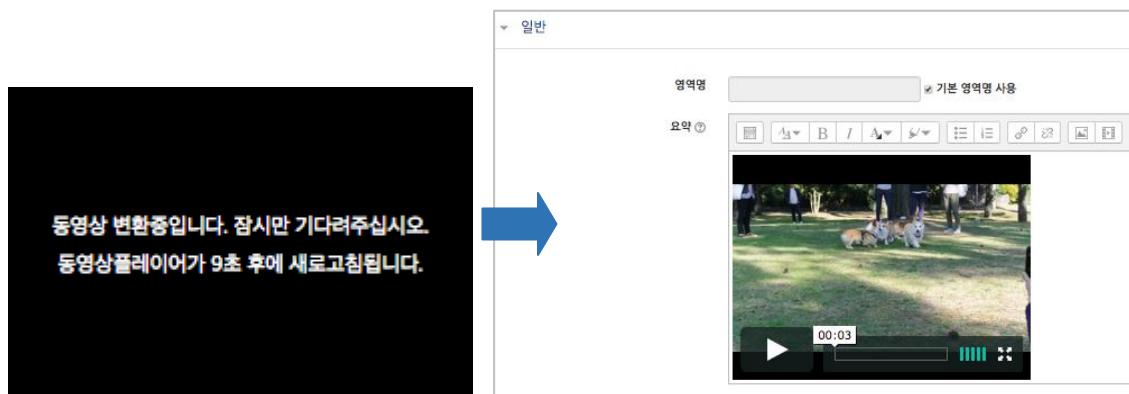 동영상 변환중입니다. 잠시만 기다려주십시오.
동영상플레이어가 9초 후에 새로고침됩니다.
일반
영역명
기본 영역명 사용
요약
00:03